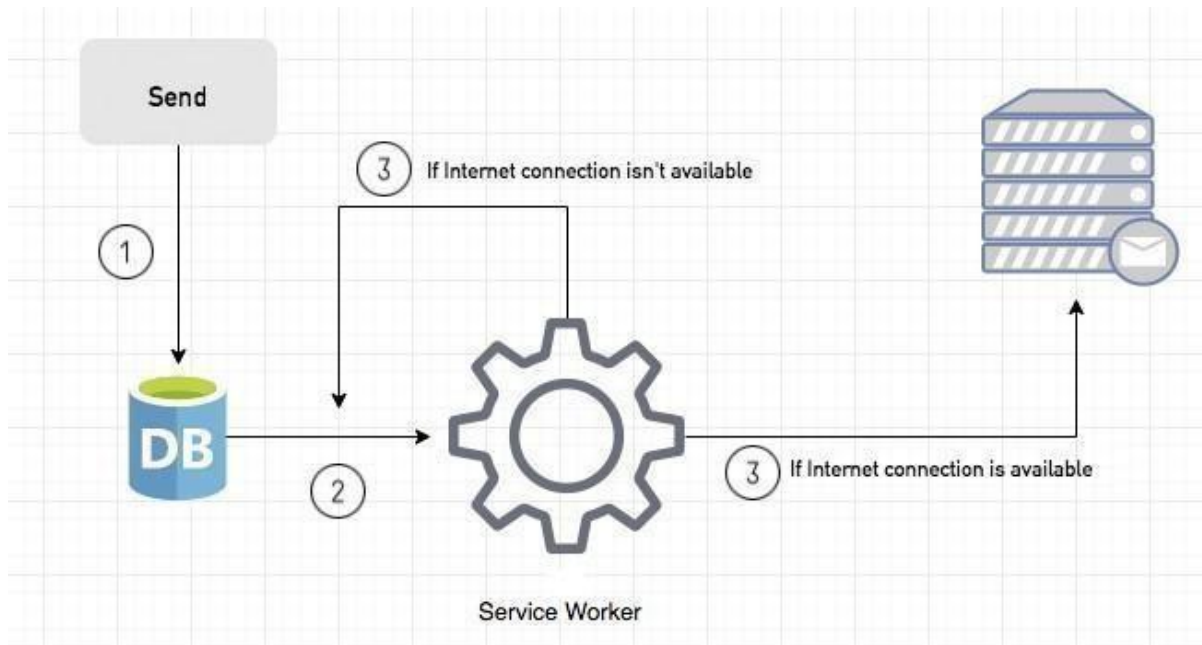 Send
3
If Internet connection isn't available
1
DB
2
3
If Internet connection is available
Service Worker